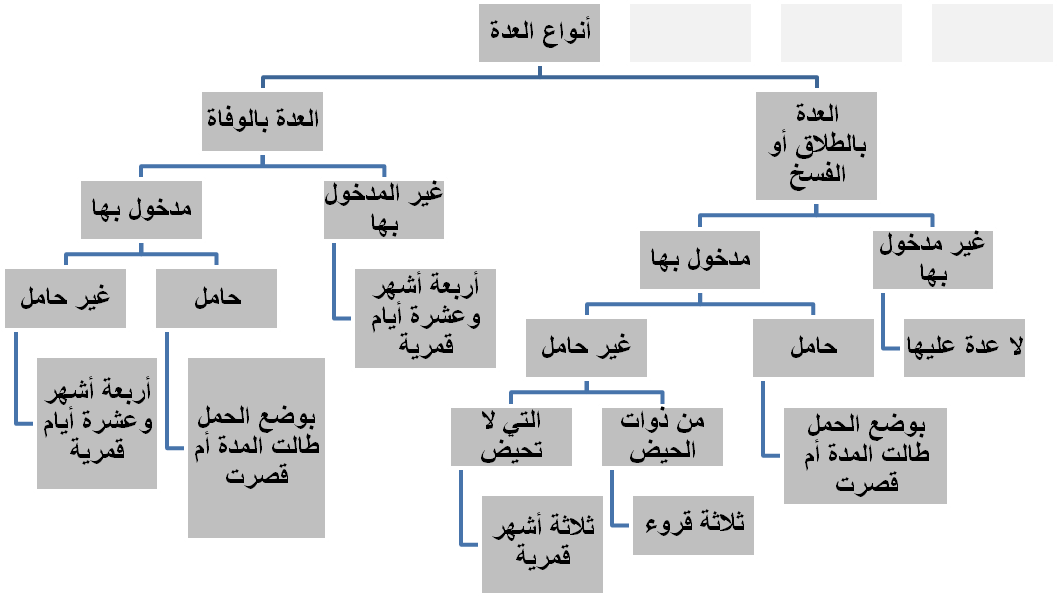 أنواع العدة
العدة
بالطلاق أو
الفسخ
العدة بالوفاة
غير مدخول
بها
مدخول بها
غير المدخول
بها
مدخول بها
لا عدة عليها
حامل
غير حامل
أربعة أشهر
وعشرة أيام
قمرية
حامل
غير حامل
بوضع الحمل
طالت المدة أم
قصرت
من ذوات
الحيض
التي لا
تحيض
بوضع الحمل
طالت المدة أم
قصرت
أربعة أشهر
وعشرة أيام
قمرية
ثلاثة قروء
ثلاثة أشهر
قمرية